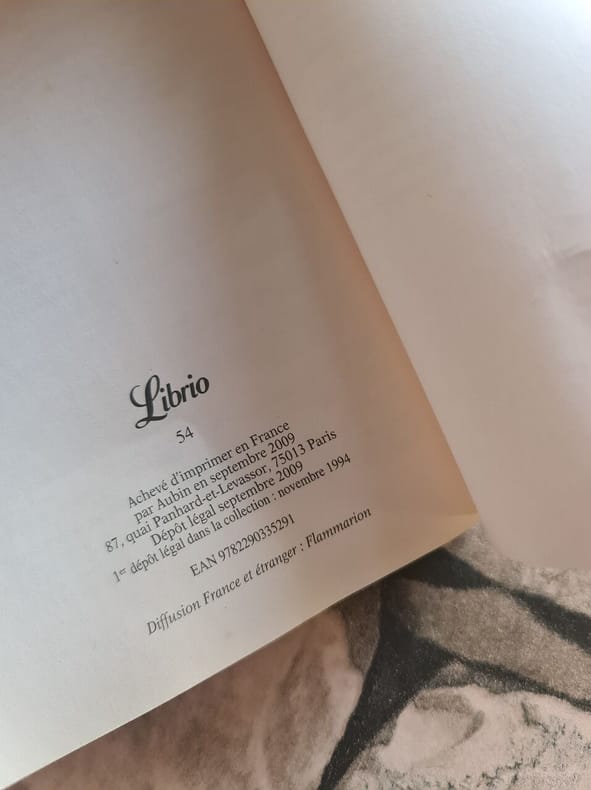 Librio
54
Achevé d'imprimer en France
par Aubin en septembre 2009
87, quai Panhard-et-Levassor, 75013 Paris
Dépôt légal septembre 2009
1er dépôt légal dans la collection : novembre 1994
EAN 9782290335291
Diffusion France et étranger : Flammarion